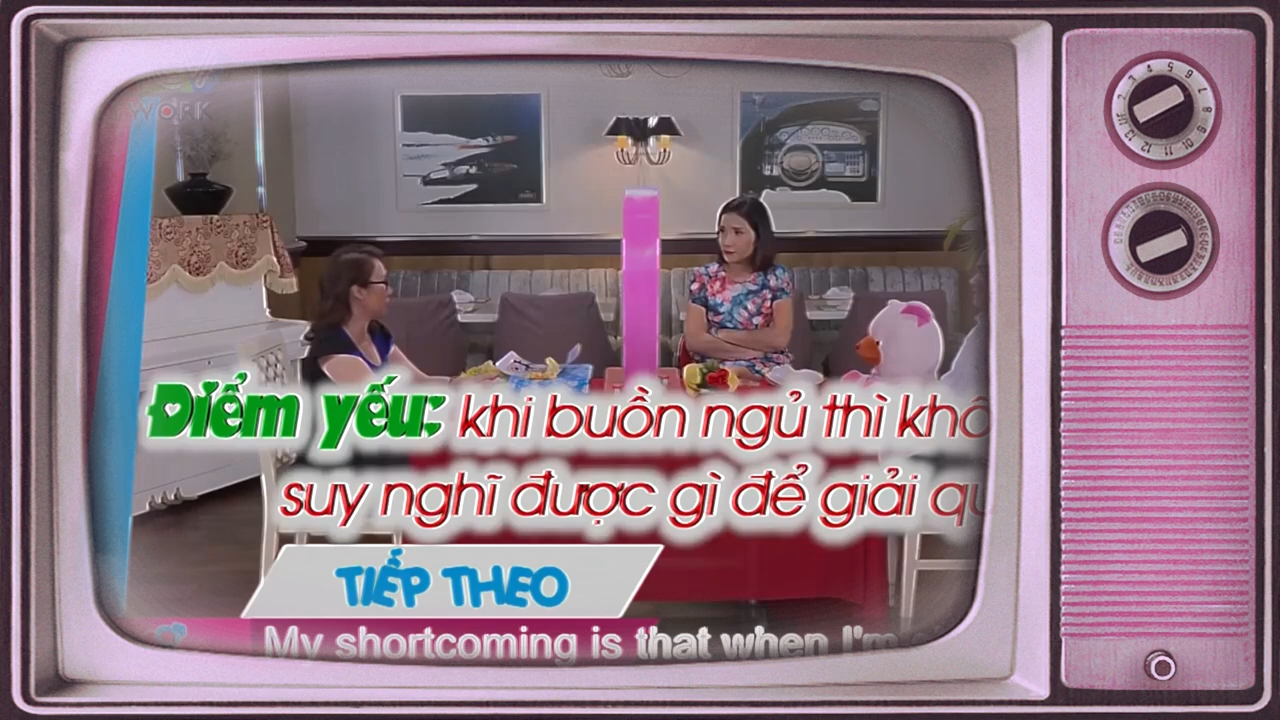 WORK
Điểm yếu: khi buồn ngủ thì khô
suy nghĩ được gì để giải qu
TIẾP THEO
My shortcoming is that when I'm